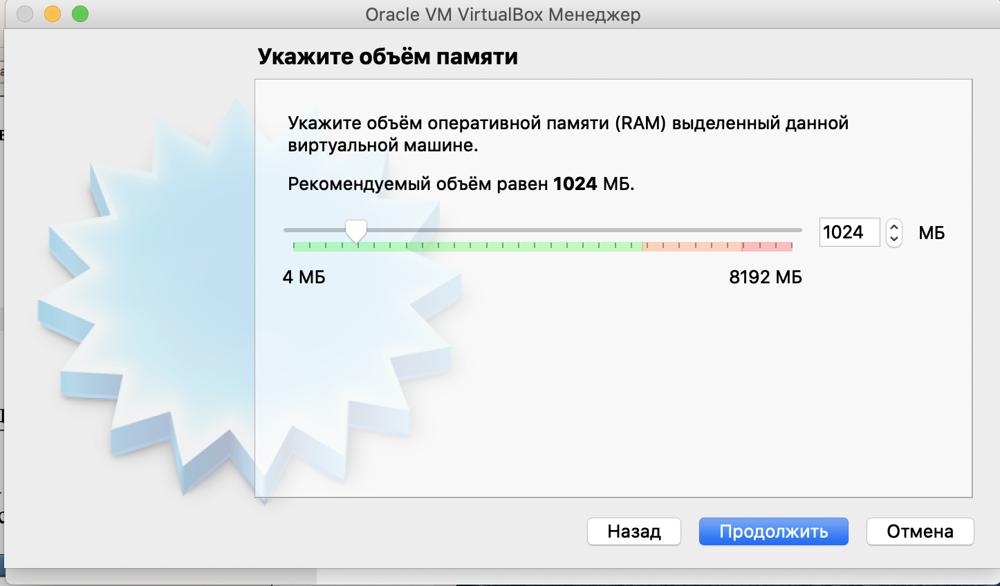 Oracle VM VirtualBox Менеджер
Укажите объём памяти
Укажите объём оперативной памяти (RAM) выделенный данной
виртуальной машине.
Рекомендуемый объём равен 1024 МБ.
1024 МБ
4 МБ 8192 МБ
Назад Продолжить Отмена